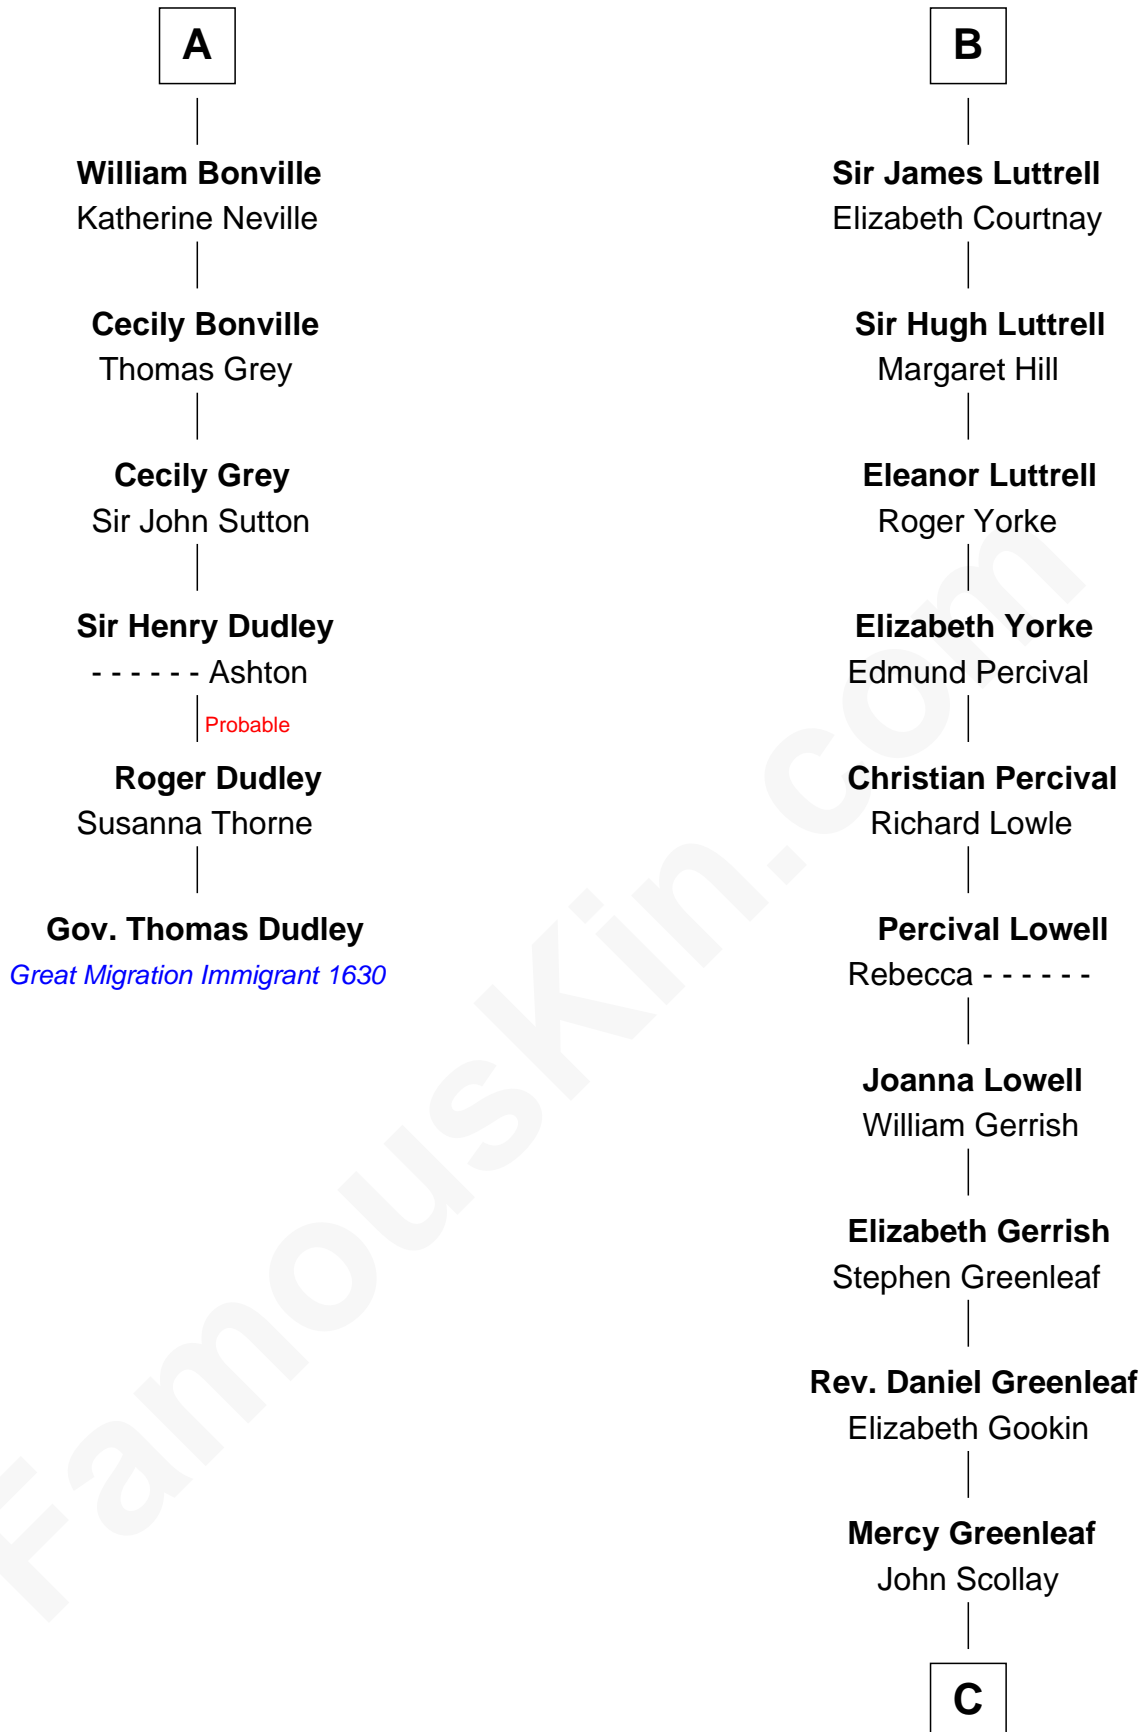 A
William Bonville
Katherine Neville
Cecily Bonville
Thomas Grey
Cecily Grey
Sir John Sutton
Sir Henry Dudley
- - - - - - Ashton
Probable
Roger Dudley
Susanna Thorne
Gov. Thomas Dudley
Great Migration Immigrant 1630
B
Sir James Luttrell
Elizabeth Courtnay
Sir Hugh Luttrell
Margaret Hill
Eleanor Luttrell
Roger Yorke
Elizabeth Yorke
Edmund Percival
Christian Percival
Richard Lowle
Percival Lowell
Rebecca - - - - - -
Joanna Lowell
William Gerrish
Elizabeth Gerrish
Stephen Greenleaf
Rev. Daniel Greenleaf
Elizabeth Gookin
Mercy Greenleaf
John Scollay
C
FamousKin.com